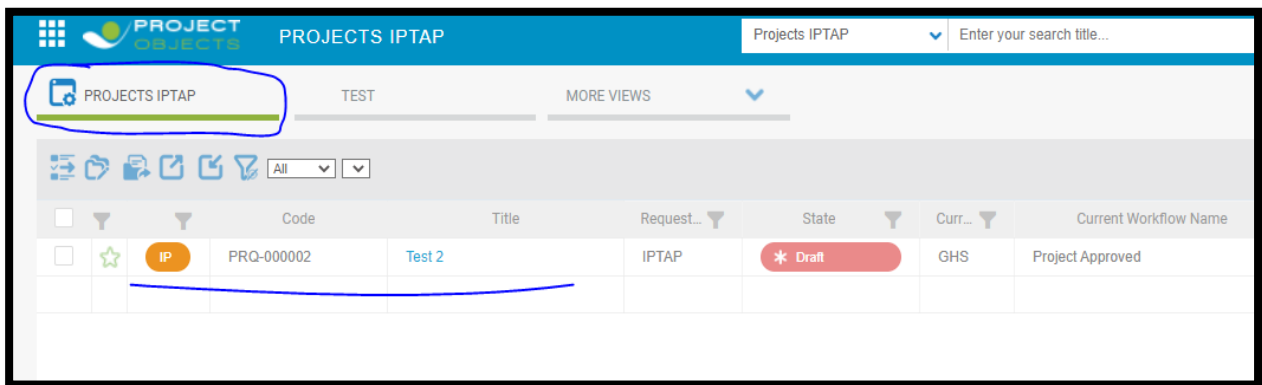 PROJECT OBJECTS PROJECTS IPTAP Projects IPTAP Enter your search title...
PROJECTS IPTAP TEST MORE VIEWS
All
Code Title Request... State Curr... Current Workflow Name
IP PRQ-000002 Test 2 IPTAP Draft GHS Project Approved